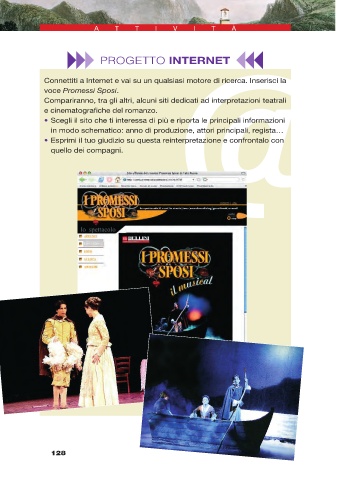 ATTIVITÀ
PROGETTO INTERNET
Connettiti a Internet e vai su un qualsiasi motore di ricerca. Inserisci la
voce Promessi Sposi.
Compariranno, tra gli altri, alcuni siti dedicati ad interpretazioni teatrali
e cinematografiche del romanzo.
• Scegli il sito che ti interessa di più e riporta le principali informazioni
in modo schematico: anno di produzione, attori principali, regista…
• Esprimi il tuo giudizio su questa reinterpretazione e confrontalo con
quello dei compagni.
@
I PROMESSI
SPOSI
lo spettacolo
I PROMESSI
SPOSI
il musical
128